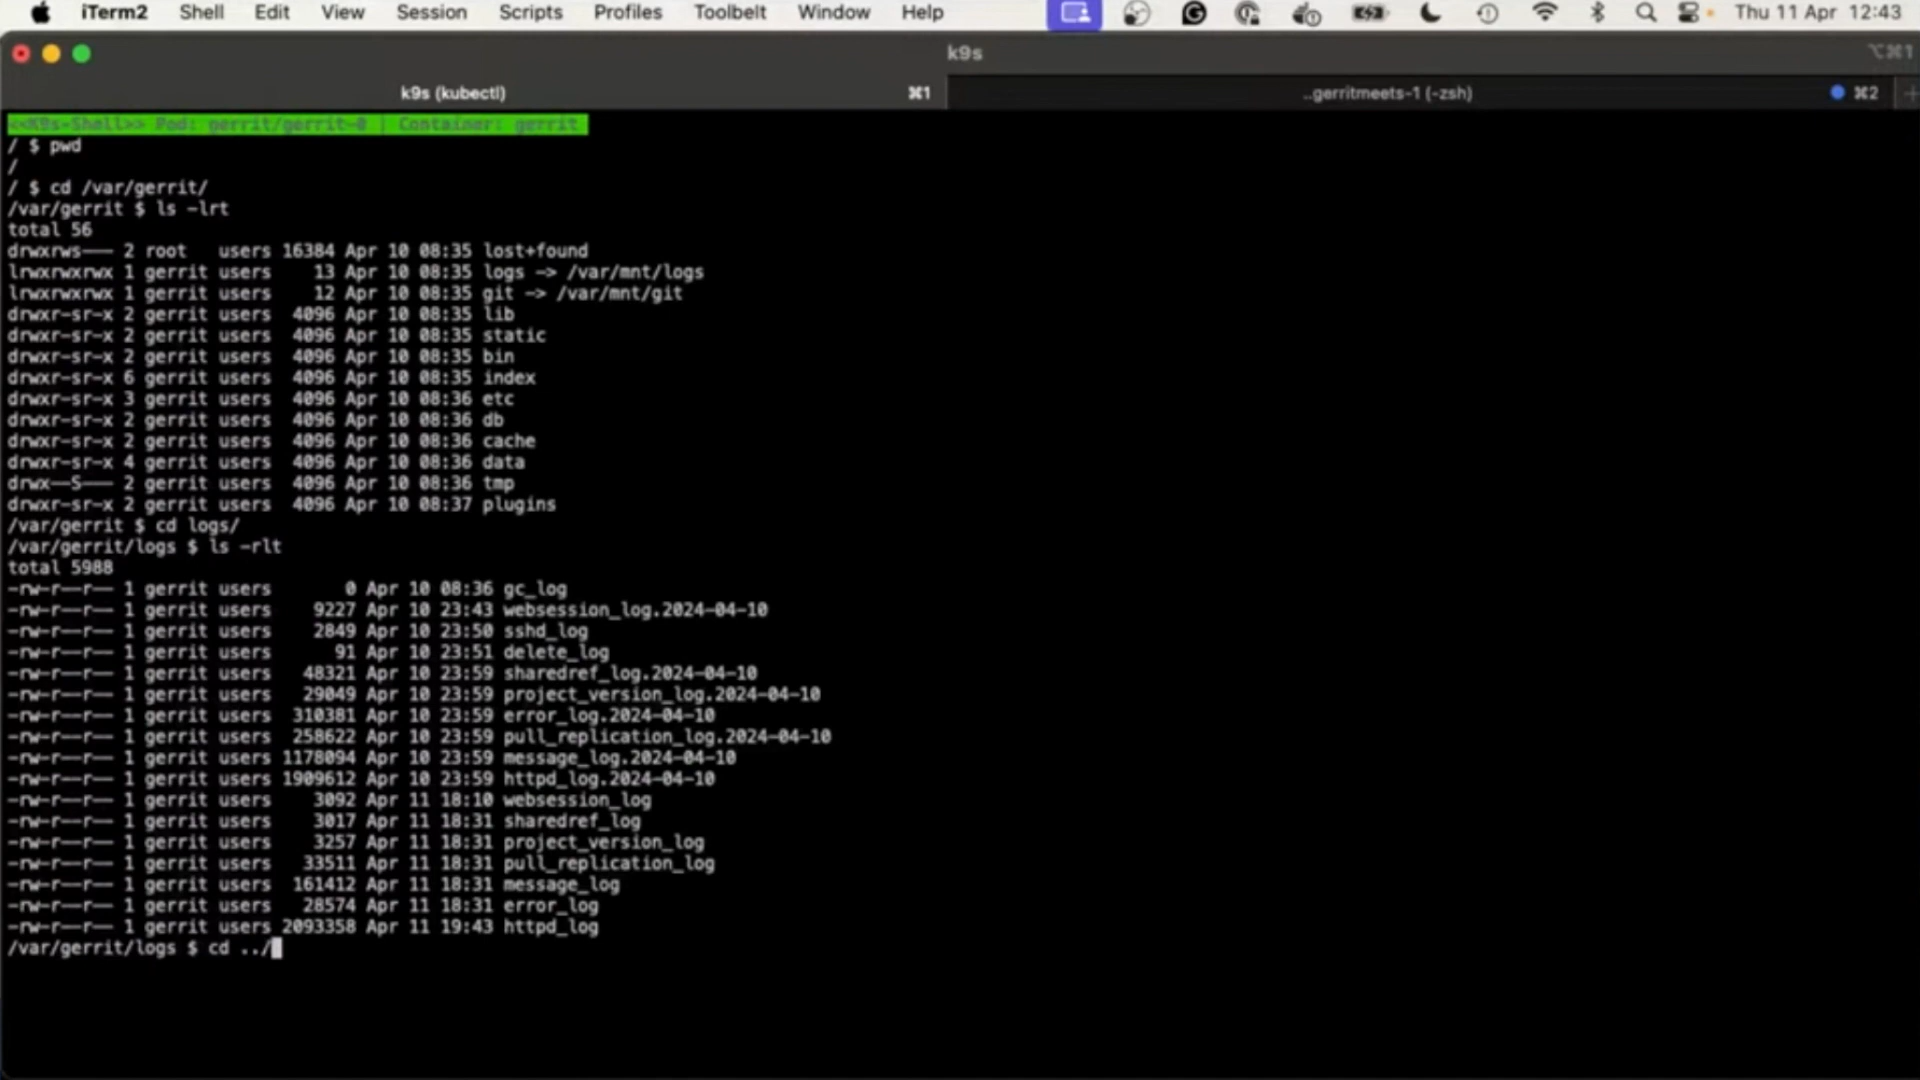 iTerm2 Shell Edit View Session Scripts Profiles Toolbelt Window Help Thu 11 Apr 12:43
k9s ⌥⌘1
k9s (kubectl) ⌘1 ..gerritmeets-1 (-zsh) ⌘2
<<K9s-Shell>> Pod: gerrit/gerrit-0 | Container: gerrit
/ $ pwd
/
/ $ cd /var/gerrit/
/var/gerrit $ ls -lrt
total 56
drwxrws--- 2 root users 16384 Apr 10 08:35 lost+found
lrwxrwxrwx 1 gerrit users 13 Apr 10 08:35 logs -> /var/mnt/logs
lrwxrwxrwx 1 gerrit users 12 Apr 10 08:35 git -> /var/mnt/git
drwxr-sr-x 2 gerrit users 4096 Apr 10 08:35 lib
drwxr-sr-x 2 gerrit users 4096 Apr 10 08:35 static
drwxr-sr-x 2 gerrit users 4096 Apr 10 08:35 bin
drwxr-sr-x 6 gerrit users 4096 Apr 10 08:35 index
drwxr-sr-x 3 gerrit users 4096 Apr 10 08:36 etc
drwxr-sr-x 2 gerrit users 4096 Apr 10 08:36 db
drwxr-sr-x 2 gerrit users 4096 Apr 10 08:36 cache
drwxr-sr-x 4 gerrit users 4096 Apr 10 08:36 data
drwx--S--- 2 gerrit users 4096 Apr 10 08:36 tmp
drwxr-sr-x 2 gerrit users 4096 Apr 10 08:37 plugins
/var/gerrit $ cd logs/
/var/gerrit/logs $ ls -rlt
total 5988
-rw-r--r-- 1 gerrit users 0 Apr 10 08:36 gc_log
-rw-r--r-- 1 gerrit users 9227 Apr 10 23:43 websession_log.2024-04-10
-rw-r--r-- 1 gerrit users 2849 Apr 10 23:50 sshd_log
-rw-r--r-- 1 gerrit users 91 Apr 10 23:51 delete_log
-rw-r--r-- 1 gerrit users 48321 Apr 10 23:59 sharedref_log.2024-04-10
-rw-r--r-- 1 gerrit users 29049 Apr 10 23:59 project_version_log.2024-04-10
-rw-r--r-- 1 gerrit users 310381 Apr 10 23:59 error_log.2024-04-10
-rw-r--r-- 1 gerrit users 258622 Apr 10 23:59 pull_replication_log.2024-04-10
-rw-r--r-- 1 gerrit users 1178094 Apr 10 23:59 message_log.2024-04-10
-rw-r--r-- 1 gerrit users 1909612 Apr 10 23:59 httpd_log.2024-04-10
-rw-r--r-- 1 gerrit users 3092 Apr 11 18:10 websession_log
-rw-r--r-- 1 gerrit users 3017 Apr 11 18:31 sharedref_log
-rw-r--r-- 1 gerrit users 3257 Apr 11 18:31 project_version_log
-rw-r--r-- 1 gerrit users 33511 Apr 11 18:31 pull_replication_log
-rw-r--r-- 1 gerrit users 161412 Apr 11 18:31 message_log
-rw-r--r-- 1 gerrit users 28574 Apr 11 18:31 error_log
-rw-r--r-- 1 gerrit users 2093358 Apr 11 19:43 httpd_log
/var/gerrit/logs $ cd ../